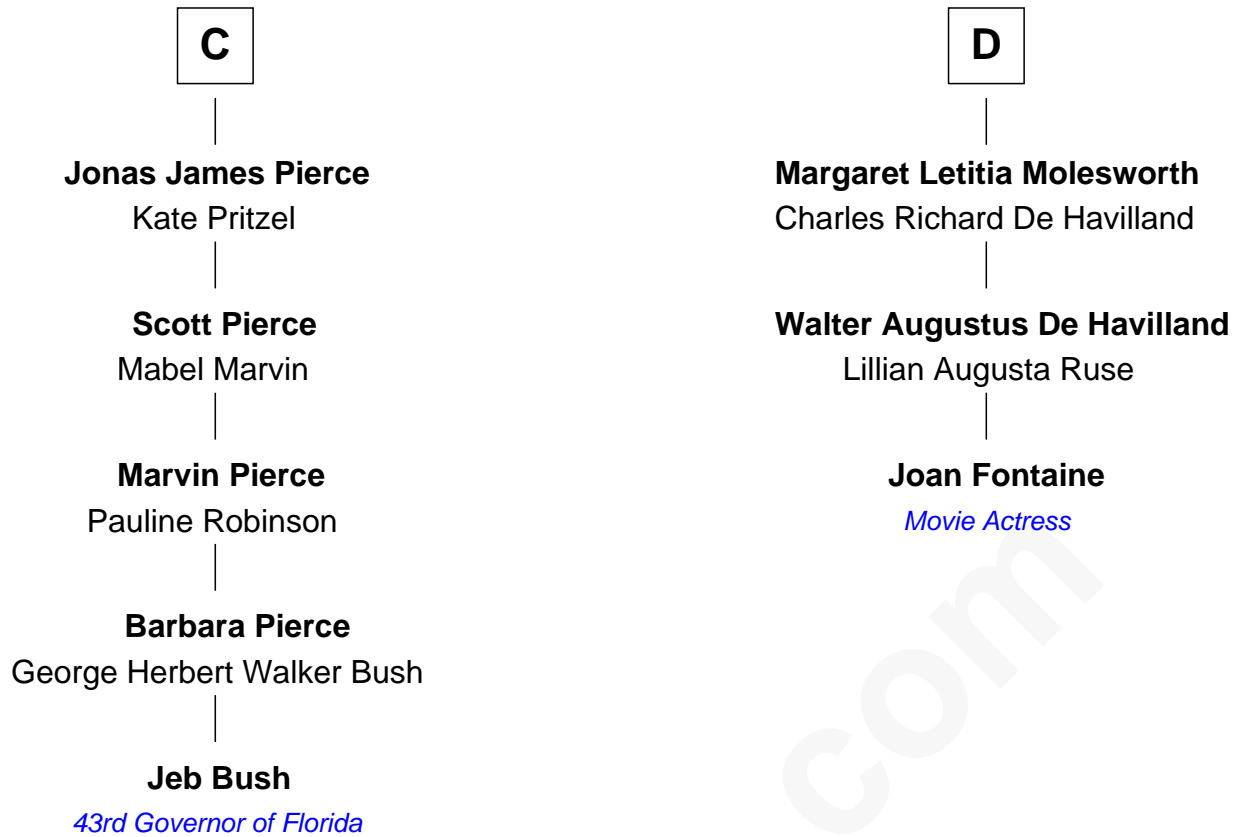 C
Jonas James Pierce
Kate Pritzel
Scott Pierce
Mabel Marvin
Marvin Pierce
Pauline Robinson
Barbara Pierce
George Herbert Walker Bush
Jeb Bush
43rd Governor of Florida
D
Margaret Letitia Molesworth
Charles Richard De Havilland
Walter Augustus De Havilland
Lillian Augusta Ruse
Joan Fontaine
Movie Actress
com